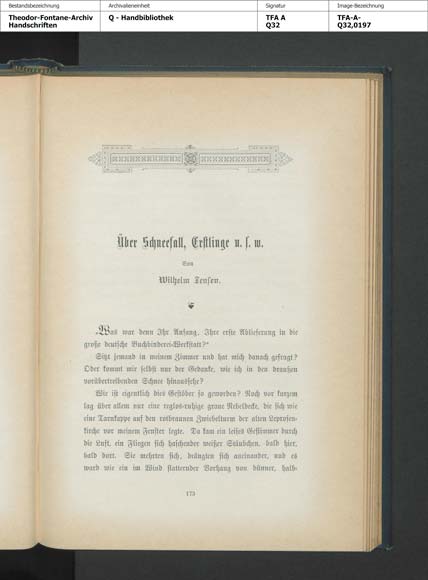 Bestandsbezeichnung
Theodor-Fontane-Archiv
Handschriften
Archivalieneinheit
Q - Handbibliothek
Signatur
TFA A
Q32
Image-Bezeichnung
TFA-A-
Q32,0197
Über Schneefall, Erstlinge u. s. w.
Von
Wilhelm Jensen.
„Was war denn Ihr Anfang, Ihre erste Ablieferung in die
große deutsche Buchbinderei-Werkstatt?“
Sitzt jemand in meinem Zimmer und hat mich danach gefragt?
Oder kommt mir selbst nur der Gedanke, wie ich in den draußen
vorübertreibenden Schnee hinaussehe?
Wie ist eigentlich dies Gestöber so geworden? Noch vor kurzem
lag über allem nur eine reglos-ruhige graue Nebeldecke, die sich wie
eine Tarnkappe auf den rotbraunen Zwiebelturm der alten Leprosen-
kirche vor meinem Fenster legte. Da kam ein leises Geflimmer durch
die Luft, ein Fliegen sich haschender weißer Stäubchen, bald hier,
bald dort. Sie mehrten sich, drängten sich aneinander, und es
ward wie ein im Wind flatternder Vorhang von dünner, halb-
173